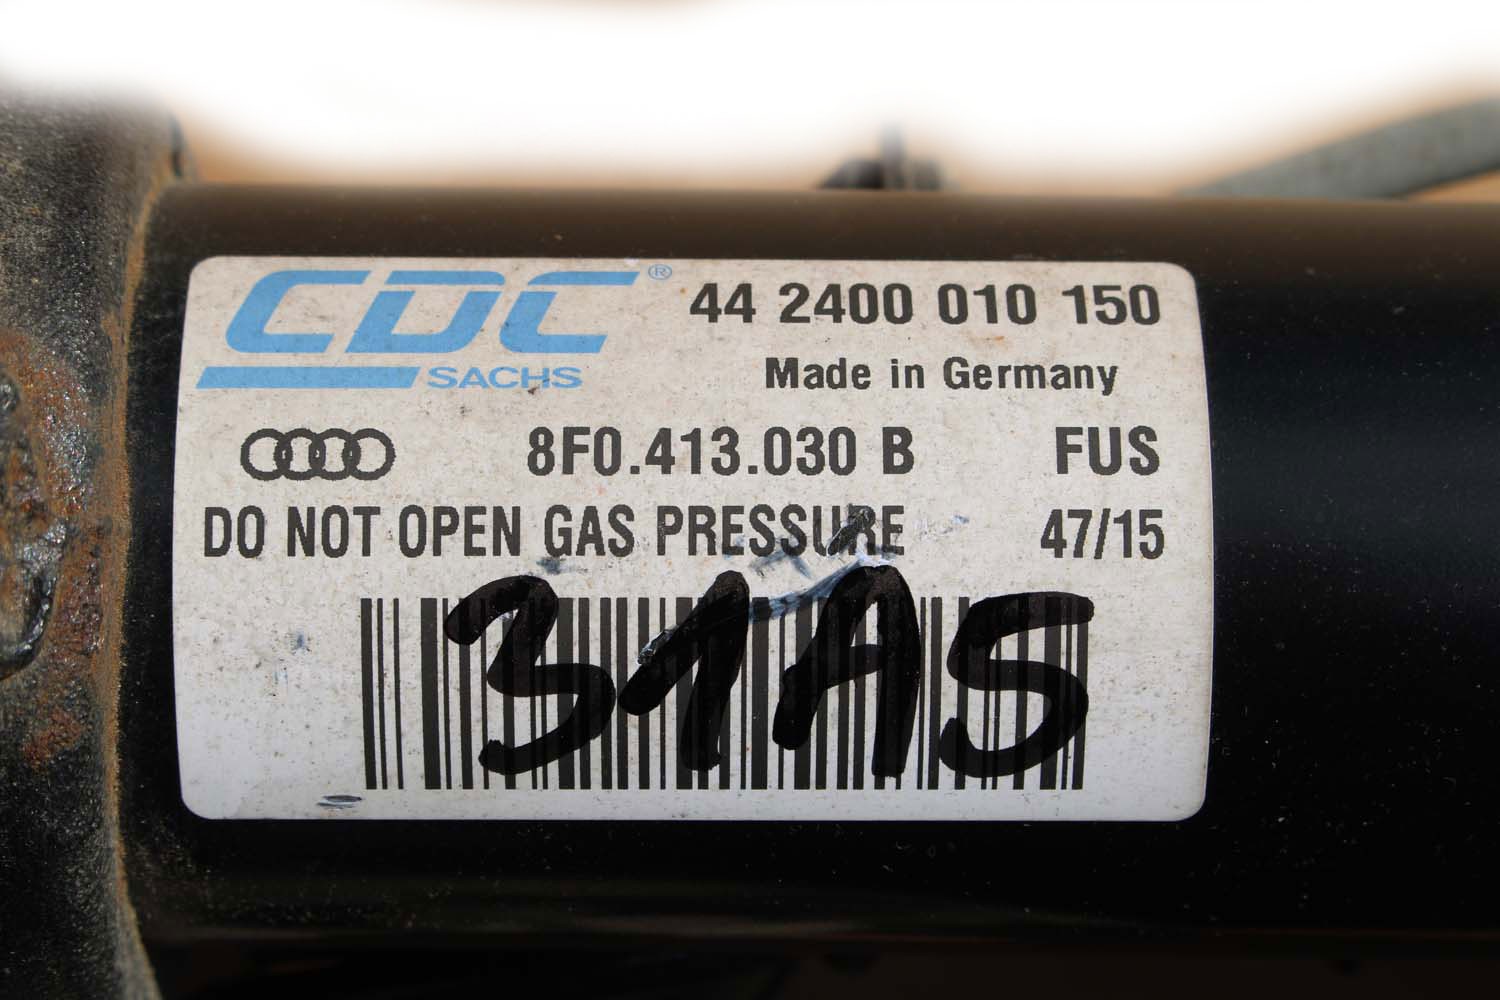 CDC® 44 2400 010 150
SACHS Made in Germany
8F0.413.030 B FUS
DO NOT OPEN GAS PRESSURE 47/15
31A5